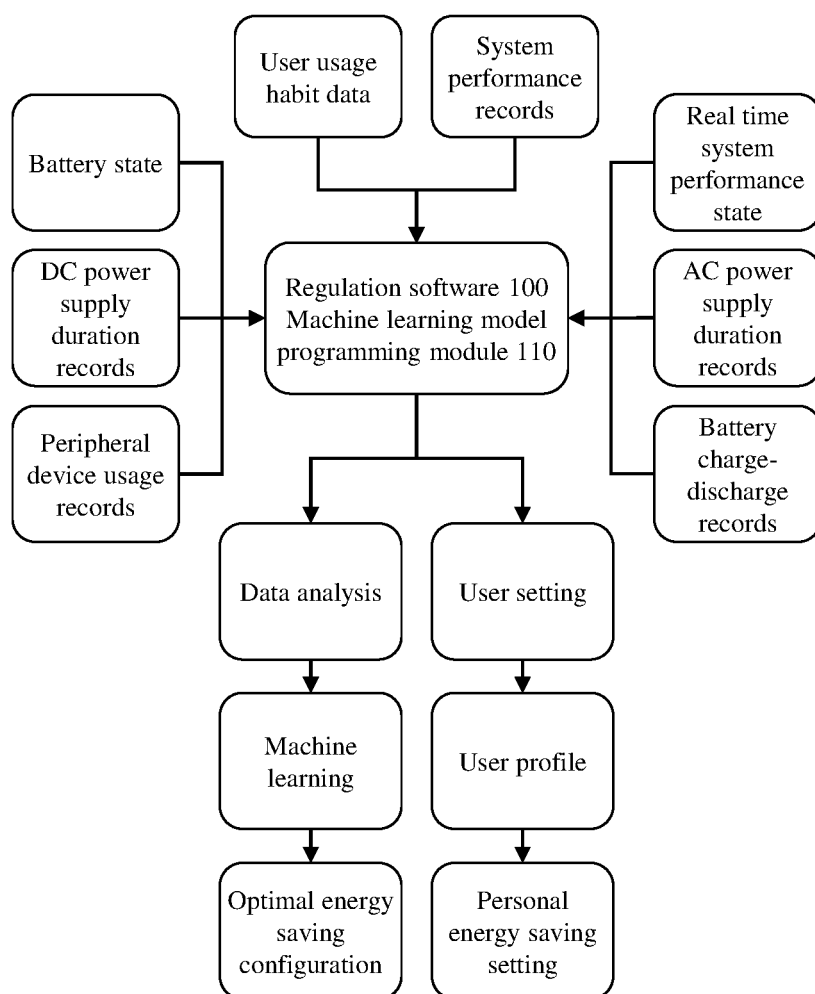 User usage
habit data
System
performance
records
Battery state
Real time
system
performance
state
DC power
supply
duration
records
Regulation software 100
Machine learning model
programming module 110
AC power
supply
duration
records
Peripheral
device usage
records
Battery
charge-
discharge
records
Data analysis
User setting
Machine
learning
User profile
Optimal energy
saving
configuration
Personal
energy saving
setting